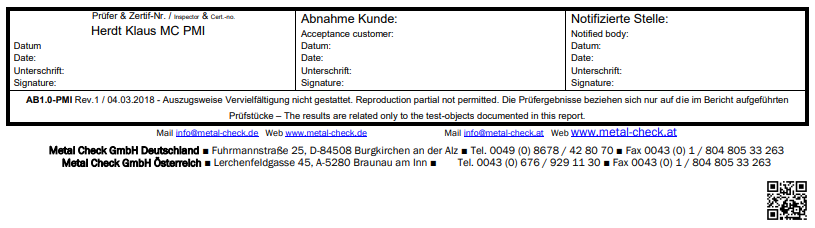 Prüfer & Zertif-Nr. / Inspector & Cert.-no.
Herdt Klaus MC PMI
Datum
Date:
Unterschrift:
Signature:
Abnahme Kunde:
Acceptance customer:
Datum:
Date:
Unterschrift:
Signature:
Notifizierte Stelle:
Notified body:
Datum:
Date:
Unterschrift:
Signature:
AB1.0-PMI Rev.1 / 04.03.2018 - Auszugsweise Vervielfältigung nicht gestattet. Reproduction partial not permitted. Die Prüfergebnisse beziehen sich nur auf die im Bericht aufgeführten
Prüfstücke – The results are related only to the test-objects documented in this report.
Mail info@metal-check.de Web www.metal-check.de Mail info@metal-check.at Web www.metal-check.at
Metal Check GmbH Deutschland ■ Fuhrmannstraße 25, D-84508 Burgkirchen an der Alz ■ Tel. 0049 (0) 8678 / 42 80 70 ■ Fax 0043 (0) 1 / 804 805 33 263
Metal Check GmbH Österreich ■ Lerchenfeldgasse 45, A-5280 Braunau am Inn ■ Tel. 0043 (0) 676 / 929 11 30 ■ Fax 0043 (0) 1 / 804 805 33 263